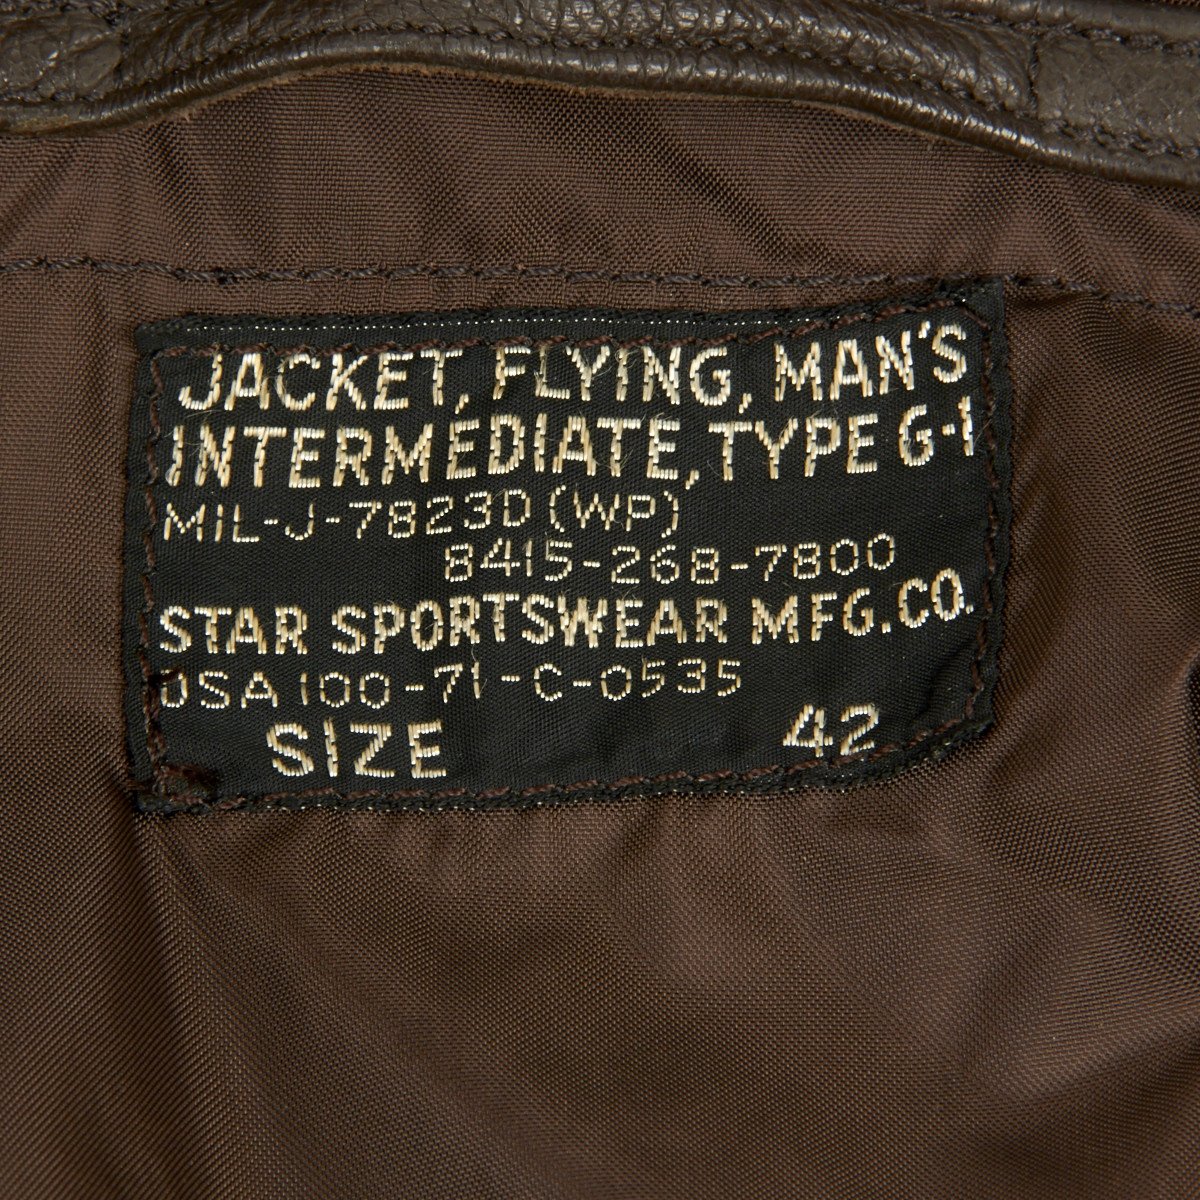 JACKET, FLYING, MAN'S
INTERMEDIATE, TYPE G-1
MIL-J-7823D (WP)
8415-268-7800
STAR SPORTSWEAR MFG. CO.
DSA 100-71-C-0535
SIZE 42